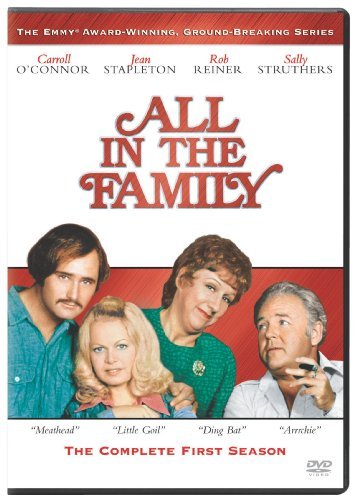 THE EMMY® AWARD-WINNING, GROUND-BREAKING SERIES
Carroll O'CONNOR
Jean STAPLETON
Rob REINER
Sally STRUTHERS
ALL
IN THE
FAMILY
"Meathead" "Little Goil" "Ding Bat" "Arrrchie"
THE COMPLETE FIRST SEASON
DVD
VIDEO